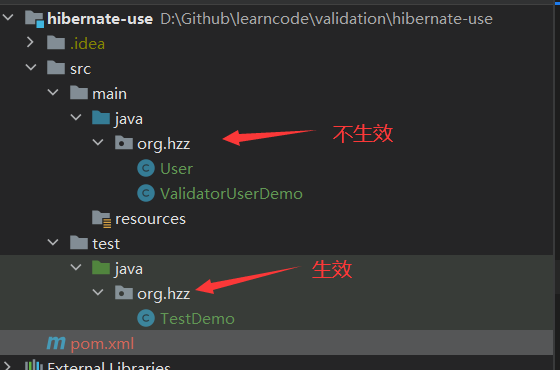 hibernate-use D:\Github\learncode\validation\hibernate-use
.idea
src
main
java
org.hzz
不生效
User
ValidatorUserDemo
resources
test
java
生效
org.hzz
TestDemo
pom.xml
External Libraries